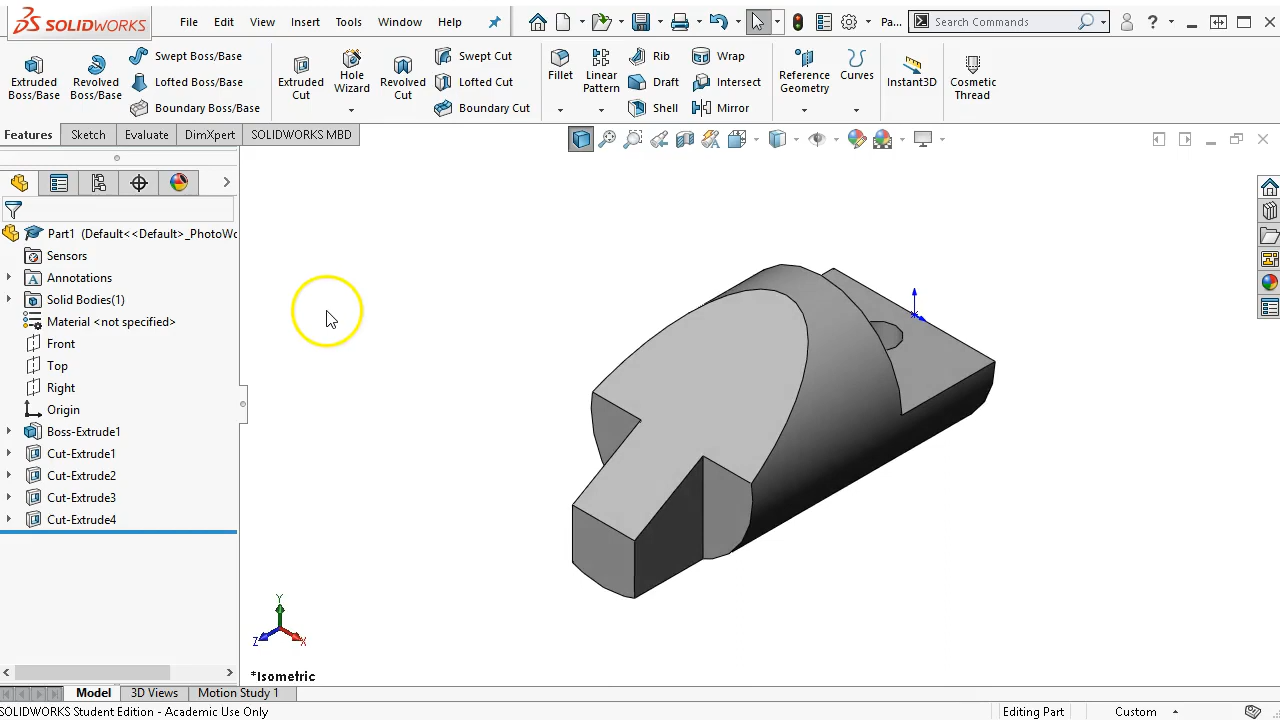 SOLIDWORKS File Edit View Insert Tools Window Help Pa... Search Commands ?
Extruded Boss/Base
Revolved Boss/Base
Swept Boss/Base
Lofted Boss/Base
Boundary Boss/Base
Extruded Cut
Hole Wizard
Revolved Cut
Swept Cut
Lofted Cut
Boundary Cut
Fillet
Linear Pattern
Rib
Draft
Shell
Wrap
Intersect
Mirror
Reference Geometry
Curves
Instant3D
Cosmetic Thread
Features Sketch Evaluate DimXpert SOLIDWORKS MBD
Part1 (Default<<Default>_PhotoWo
Sensors
Annotations
Solid Bodies(1)
Material <not specified>
Front
Top
Right
Origin
Boss-Extrude1
Cut-Extrude1
Cut-Extrude2
Cut-Extrude3
Cut-Extrude4
Y
Z X
*Isometric
Model 3D Views Motion Study 1
SOLIDWORKS Student Edition - Academic Use Only Editing Part Custom